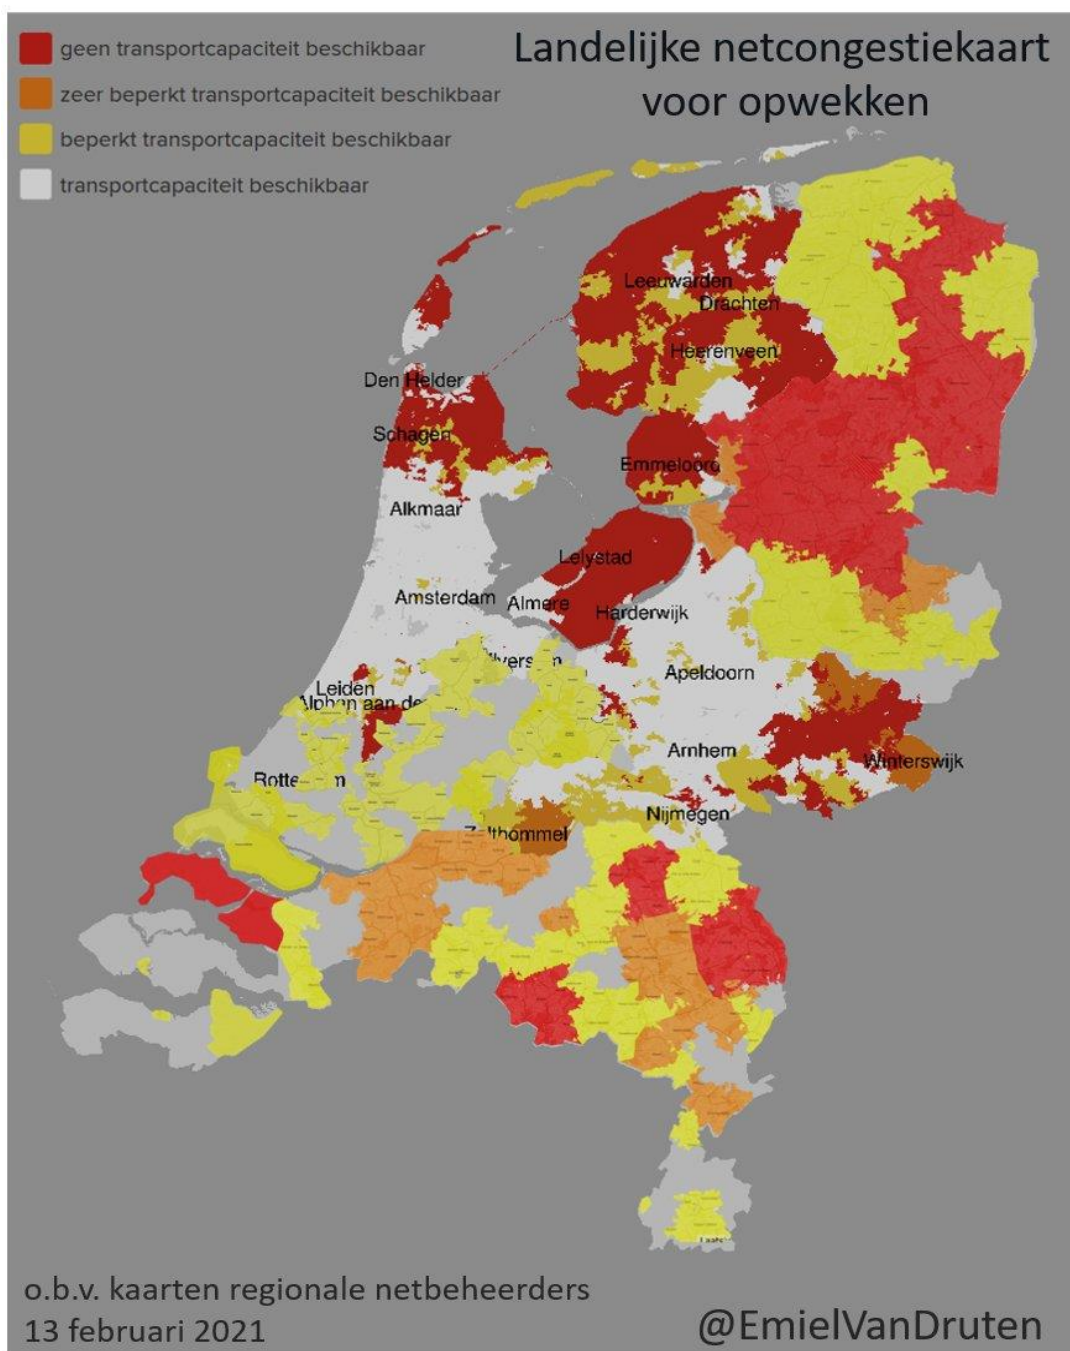 geen transportcapaciteit beschikbaar
zeer beperkt transportcapaciteit beschikbaar
beperkt transportcapaciteit beschikbaar
transportcapaciteit beschikbaar
Landelijke netcongestiekaart
voor opwekken
Leeuwarden
Drachten
Heerenveen
Den Helder
Schagen
Emmeloord
Alkmaar
Lelystad
Amsterdam
Almere
Harderwijk
Apeldoorn
Leiden
Arnhem
Winterswijk
Nijmegen
o.b.v. kaarten regionale netbeheerders
13 februari 2021
@EmielVanDruten